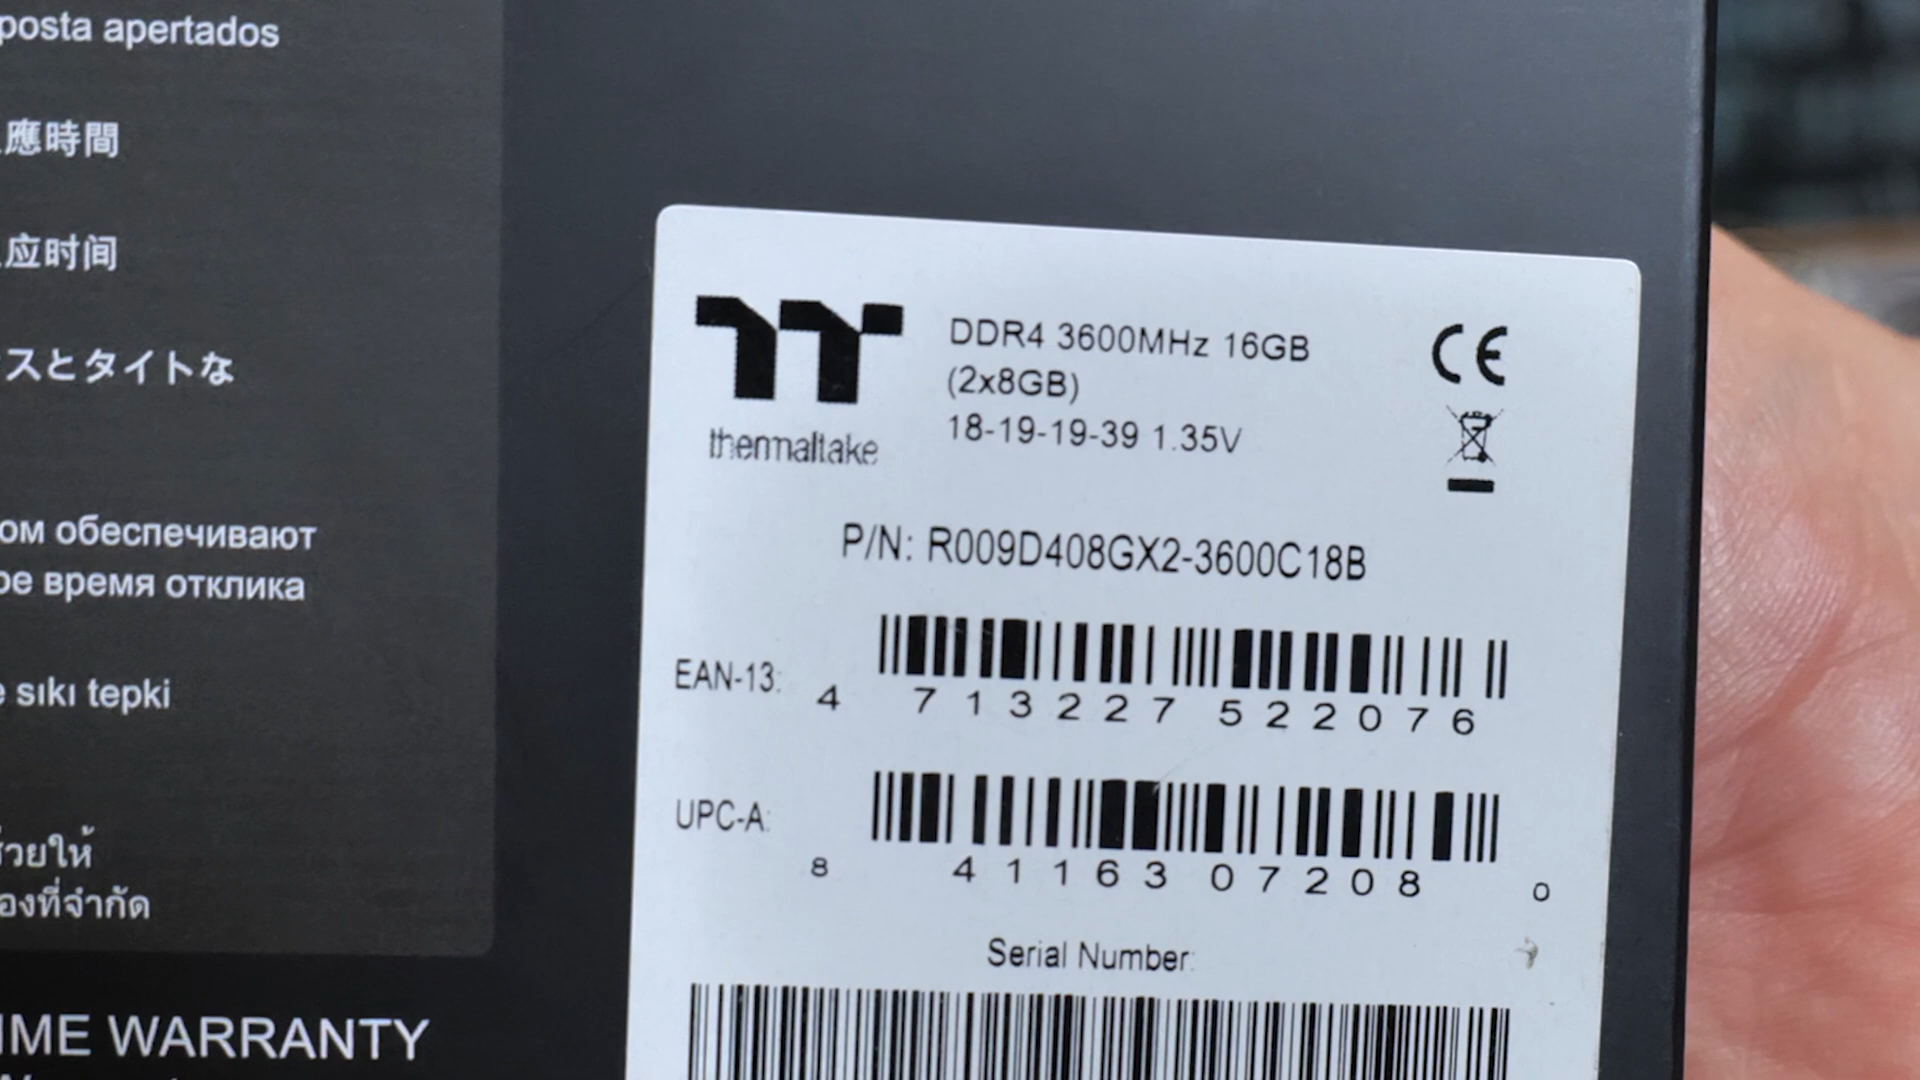 posta apertados
應時間
应时间
スとタイトな
ом обеспечивают
ре время отклика
sıkı tepki
ช่วยให้
องที่จำกัด
IME WARRANTY
thermaltake
DDR4 3600MHz 16GB
(2x8GB)
18-19-19-39 1.35V
CE
P/N: R009D408GX2-3600C18B
EAN-13:
4 713227 522076
UPC-A:
8 41163 07208 0
Serial Number: